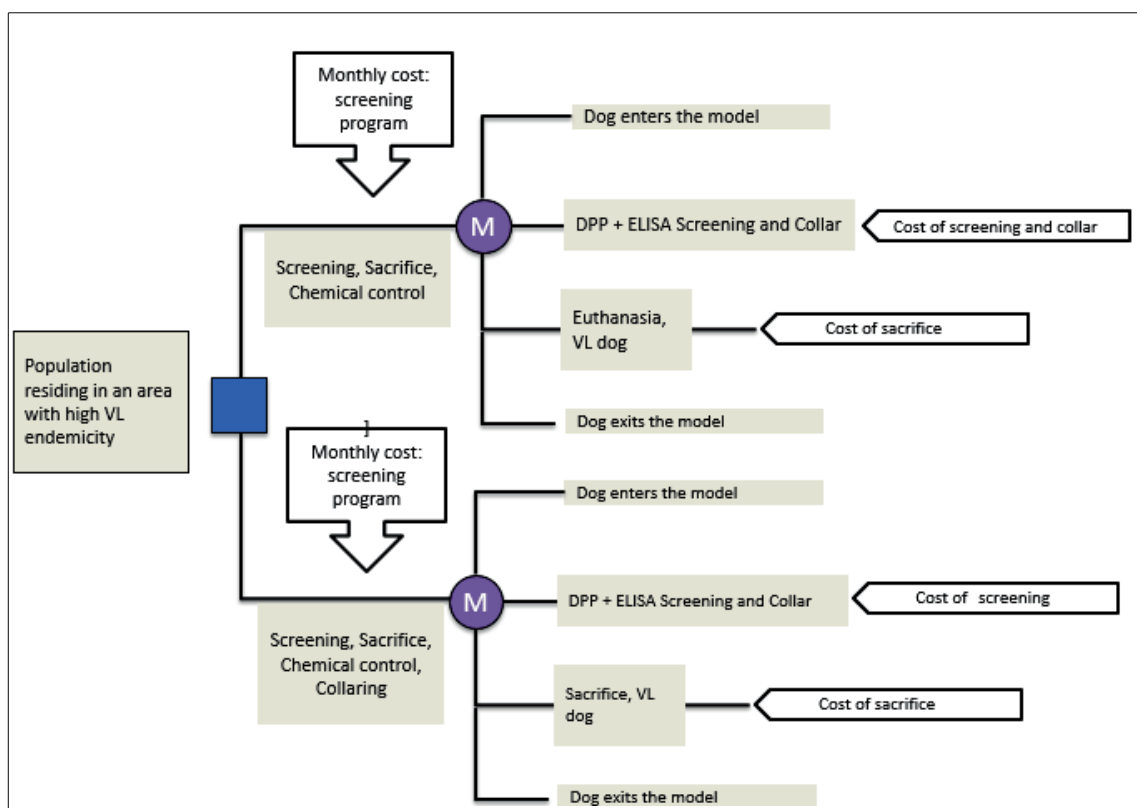 Monthly cost:
screening
program
Dog enters the model
M
DPP + ELISA Screening and Collar
Cost of screening and collar
Screening, Sacrifice,
Chemical control
Euthanasia,
VL dog
Cost of sacrifice
Population
residing in an area
with high VL
endemicity
Dog exits the model
]
Monthly cost:
screening
program
Dog enters the model
M
DPP + ELISA Screening and Collar
Cost of screening
Screening, Sacrifice,
Chemical control,
Collaring
Sacrifice, VL
dog
Cost of sacrifice
Dog exits the model